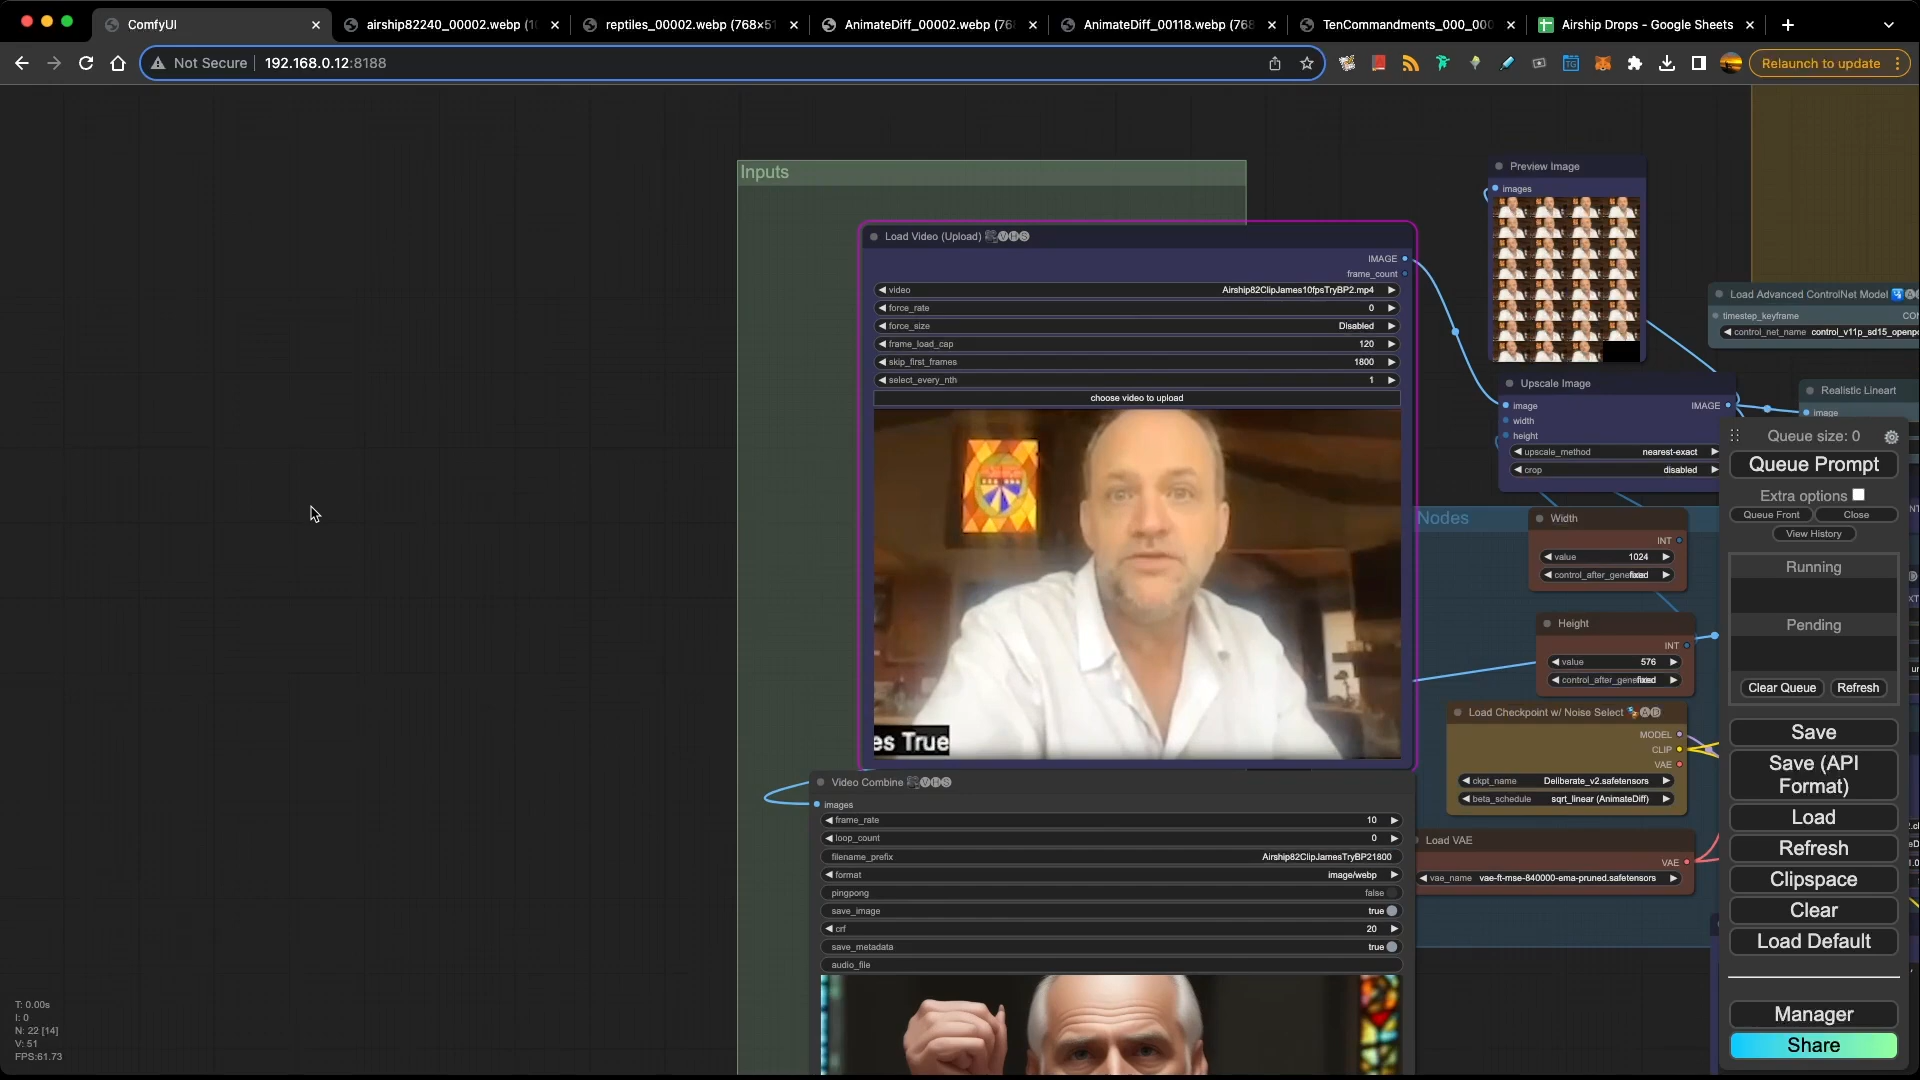 ComfyUI
airship82240_00002.webp (10
reptiles_00002.webp (768×51
AnimateDiff_00002.webp (76
AnimateDiff_00118.webp (768
TenCommandments_000_000
Airship Drops - Google Sheets
Not Secure
192.168.0.12:8188
Relaunch to update
Inputs
Preview Image
images
Load Video (Upload)
VHS
IMAGE
frame_count
video
Airship82ClipJames10fpsTryBP2.mp4
force_rate
0
force_size
Disabled
frame_load_cap
120
skip_first_frames
1800
select_every_nth
1
choose video to upload
es True
Load Advanced ControlNet Model
timestep_keyframe
CON
control_net_name control_v11p_sd15_openpo
Upscale Image
image
IMAGE
width
height
upscale_method
nearest-exact
crop
disabled
Realistic Lineart
image
Queue size: 0
Queue Prompt
Extra options
Queue Front
Close
View History
Running
Pending
Clear Queue
Refresh
Save
Save (API
Format)
Load
Refresh
Clipspace
Clear
Load Default
Manager
Share
Nodes
Width
INT
value
1024
fixed
Height
INT
value
576
fixed
Load Checkpoint w/ Noise Select
MODEL
CLIP
VAE
ckpt_name
Deliberate_v2.safetensors
beta_schedule
sqrt_linear (AnimateDiff)
Load VAE
VAE
vae_name
vae-ft-mse-840000-ema-pruned.safetensors
Video Combine
VHS
images
frame_rate
10
loop_count
0
filename_prefix
Airship82ClipJamesTryBP21800
format
image/webp
pingpong
false
save_image
true
crf
20
save_metadata
true
audio_file
T: 0.00s
I: 0
N: 22 [14]
V: 51
FPS:61.73